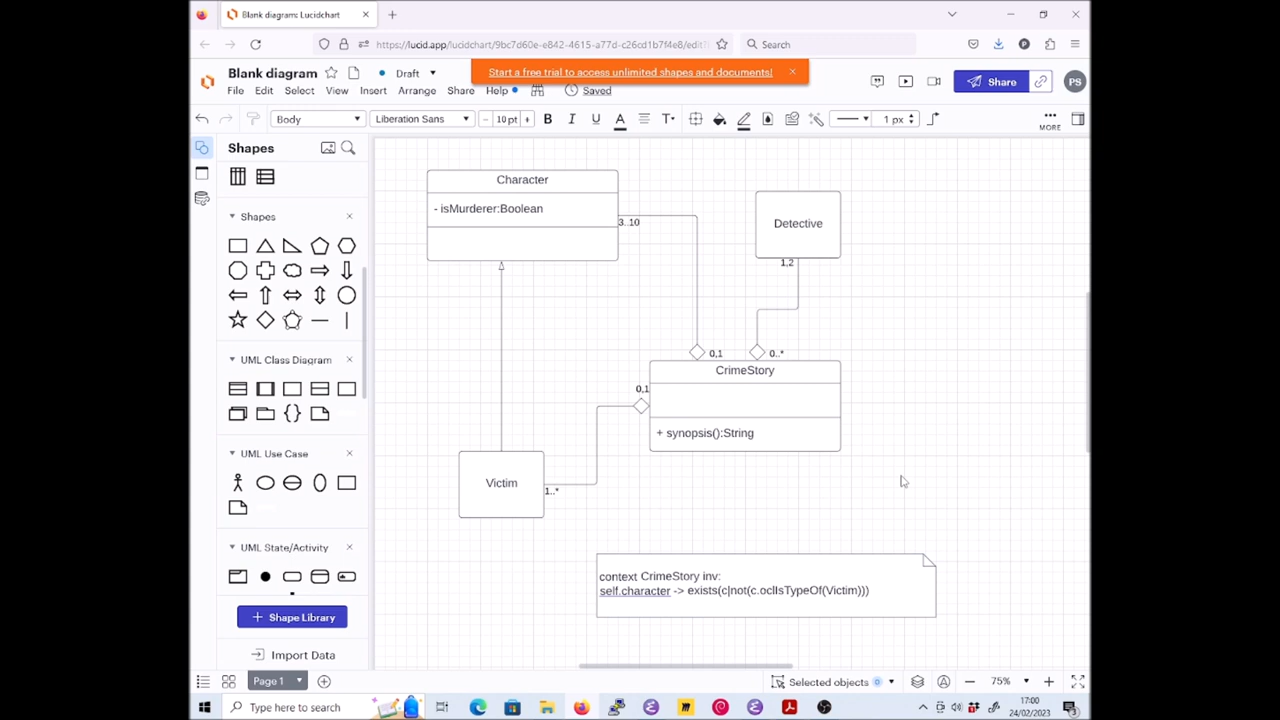 Blank diagram: Lucidchart
https://lucid.app/lucidchart/9bc7d60e-e842-4615-a77d-c26cd1b7f4e8/edit?
Search
Blank diagram
Draft
Start a free trial to access unlimited shapes and documents!
Share
PS
File Edit Select View Insert Arrange Share Help
Saved
Body
Liberation Sans
10 pt
B I U A T
1 px
MORE
Shapes
Shapes
UML Class Diagram
UML Use Case
UML State/Activity
+ Shape Library
Import Data
Character
- isMurderer:Boolean
3..10
Detective
1,2
0,1
0..*
CrimeStory
0,1
+ synopsis():String
Victim
1..*
context CrimeStory inv:
self.character -> exists(c|not(c.oclIsTypeOf(Victim)))
Page 1
Selected objects 0
75%
Type here to search
17:00
24/02/2023